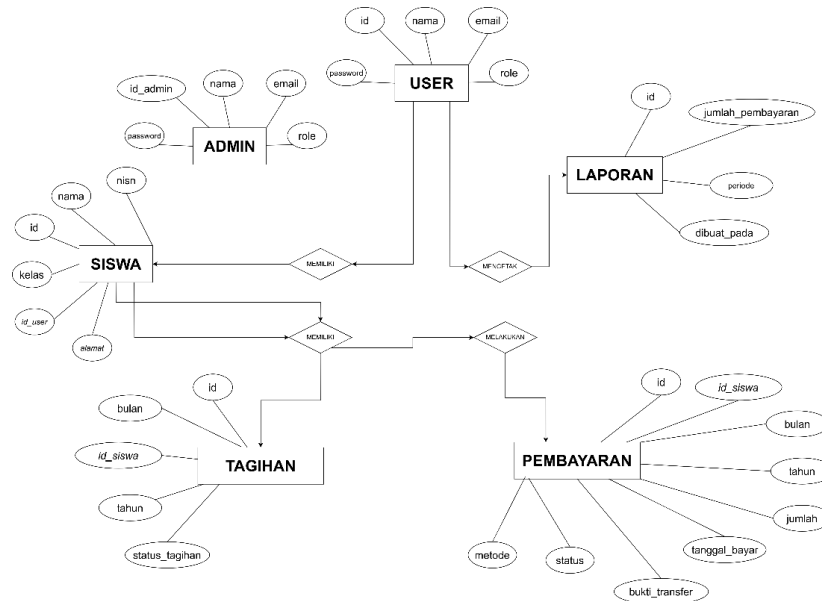 id
nama
email
password
USER
role
id_admin
nama
email
password
ADMIN
role
id
jumlah_pembayaran
LAPORAN
periode
dibuat_pada
nama
nisn
id
SISWA
kelas
id_user
alamat
MEMILIKI
MENCETAK
MEMILIKI
MELAKUKAN
id
bulan
id_siswa
TAGIHAN
tahun
status_tagihan
id
id_siswa
bulan
PEMBAYARAN
tahun
jumlah
metode
status
tanggal_bayar
bukti_transfer